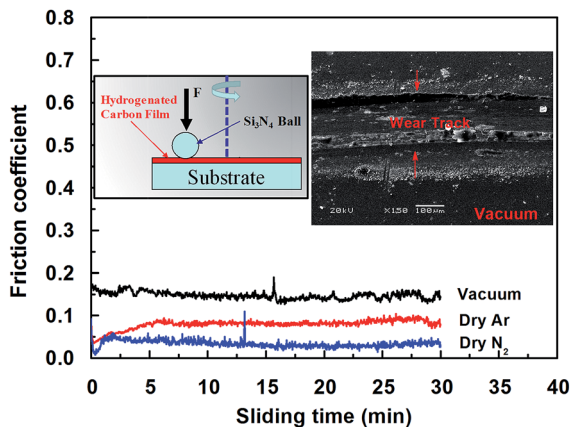 Friction coefficient
0.8
0.7
0.6
0.5
0.4
0.3
0.2
0.1
0.0
Hydrogenated
Carbon Film
F
Si₃N₄ Ball
Substrate
Wear Track
20kV ×150 100μm
Vacuum
Vacuum
Dry Ar
Dry N₂
0 5 10 15 20 25 30 35 40
Sliding time (min)